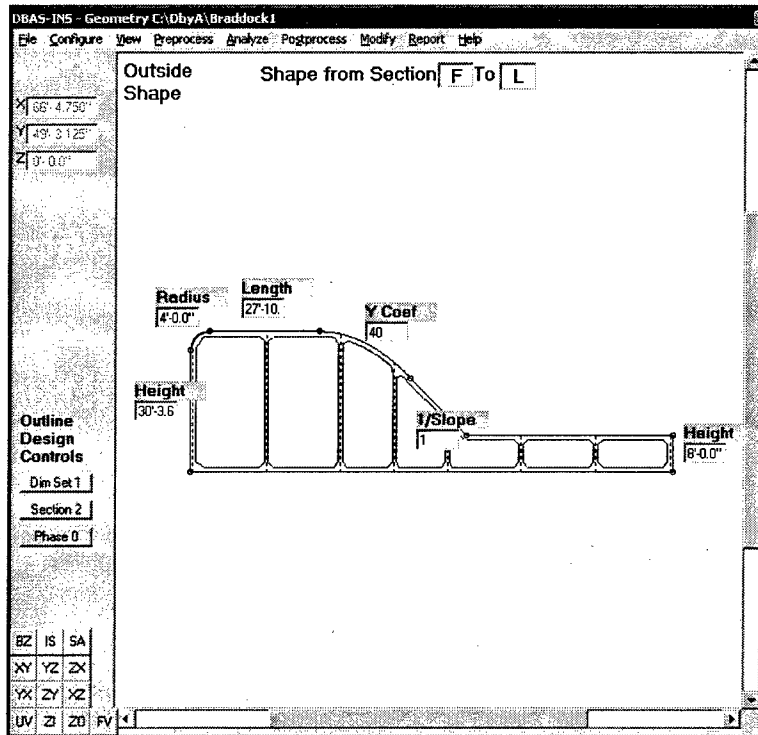 DBAS-INS - Geometry C:\DbyA\Braddock1
File Configure View Preprocess Analyze Postprocess Modify Report Help
Outside
Shape
Shape from Section F To L
X 66'- 4.750"
Y 49'- 3.125"
Z 0'- 0.0"
Radius
4'-0.0"
Length
27'-10.
Y Coef
40
Height
30'-3.6
1/Slope
1
Height
8'-0.0"
Outline
Design
Controls
Dim Set 1
Section 2
Phase 0
BZ IS SA
XY YZ ZX
YX ZY XZ
UV ZI ZO FV